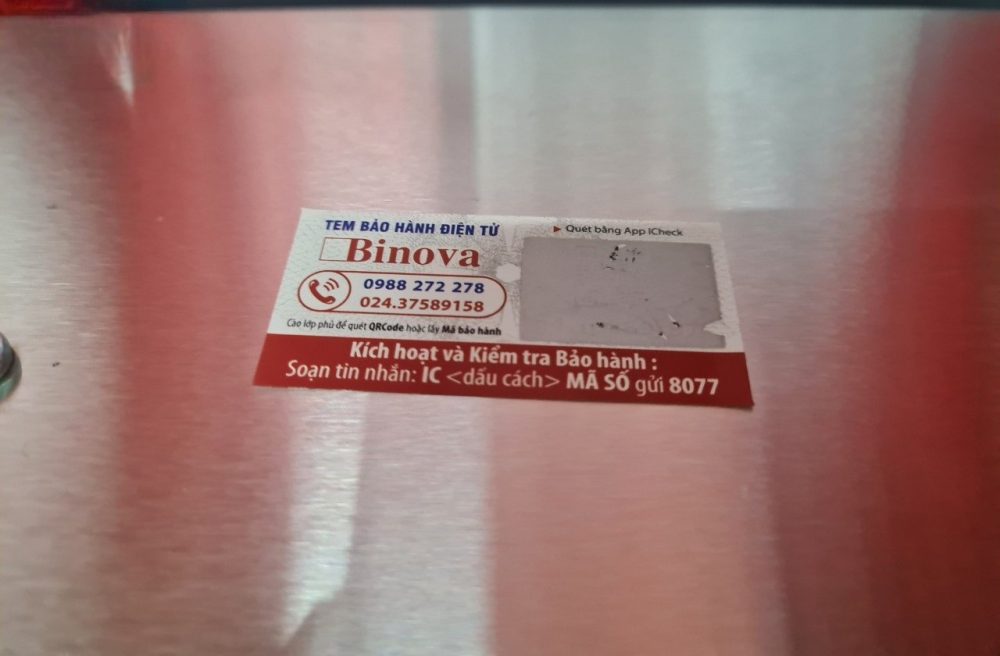 TEM BẢO HÀNH ĐIỆN TỬ
Binova
0988 272 278
024.37589158
Cào lớp phủ để quét QRCode hoặc lấy Mã bảo hành
► Quét bằng App iCheck
Kích hoạt và Kiểm tra Bảo hành :
Soạn tin nhắn: IC <dấu cách> MÃ SỐ gửi 8077